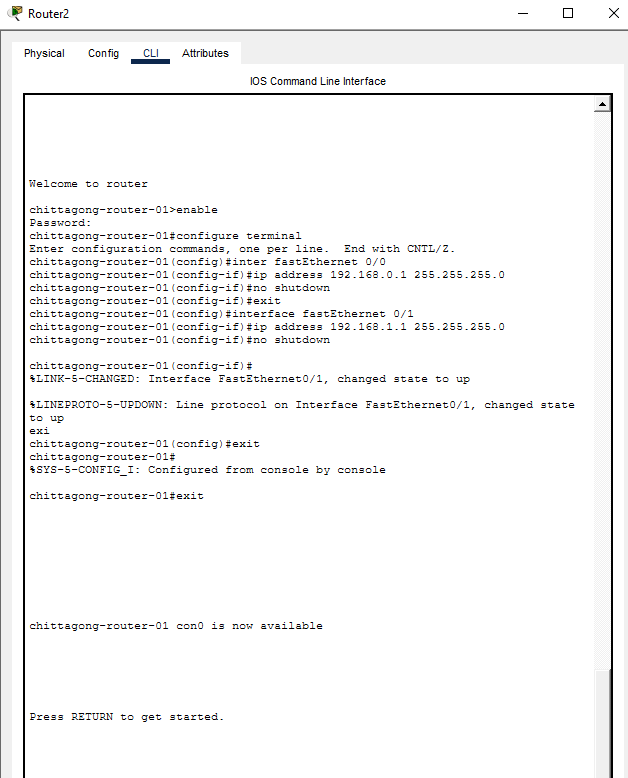 Router2
Physical Config CLI Attributes
IOS Command Line Interface
Welcome to router
chittagong-router-01>enable
Password:
chittagong-router-01#configure terminal
Enter configuration commands, one per line.  End with CNTL/Z.
chittagong-router-01(config)#inter fastEthernet 0/0
chittagong-router-01(config-if)#ip address 192.168.0.1 255.255.255.0
chittagong-router-01(config-if)#no shutdown
chittagong-router-01(config-if)#exit
chittagong-router-01(config)#interface fastEthernet 0/1
chittagong-router-01(config-if)#ip address 192.168.1.1 255.255.255.0
chittagong-router-01(config-if)#no shutdown
chittagong-router-01(config-if)#
%LINK-5-CHANGED: Interface FastEthernet0/1, changed state to up
%LINEPROTO-5-UPDOWN: Line protocol on Interface FastEthernet0/1, changed state
to up
exi
chittagong-router-01(config)#exit
chittagong-router-01#
%SYS-5-CONFIG_I: Configured from console by console
chittagong-router-01#exit
chittagong-router-01 con0 is now available
Press RETURN to get started.